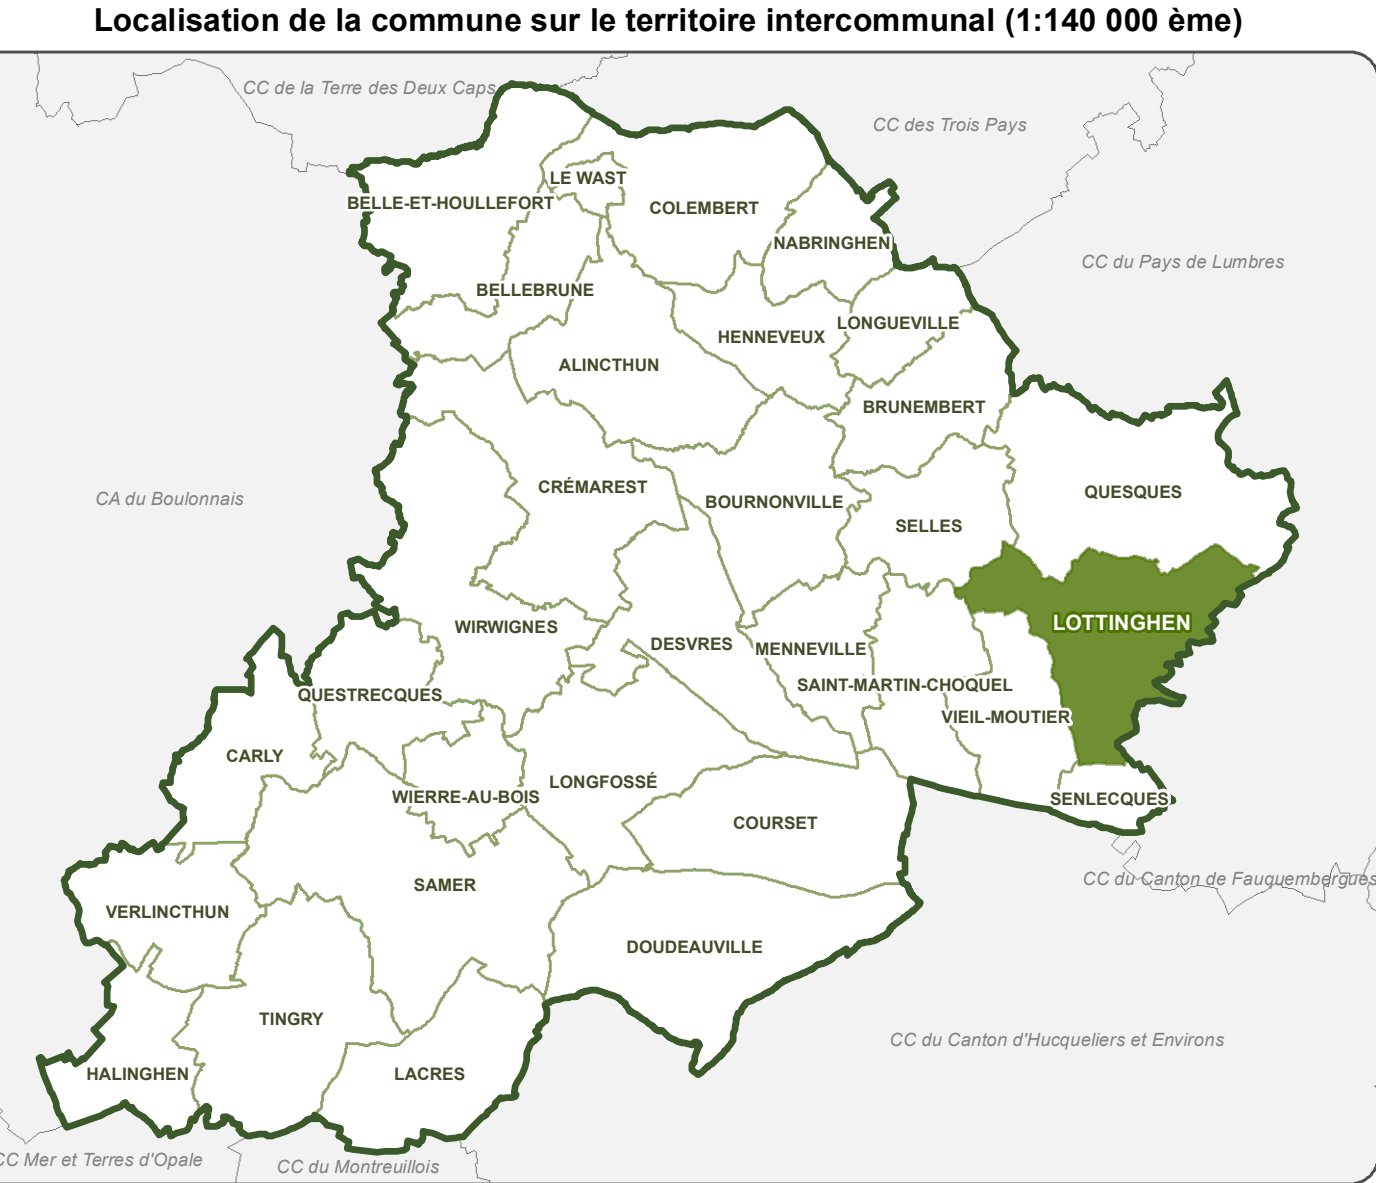 Localisation de la commune sur le territoire intercommunal (1:140 000 ème)
CC de la Terre des Deux Caps
CC des Trois Pays
LE WAST
BELLE-ET-HOULLEFORT
COLEMBERT
NABRINGHEN
CC du Pays de Lumbres
BELLEBRUNE
LONGUEVILLE
HENNEVEUX
ALINCTHUN
BRUNEMBERT
CRÉMAREST
QUESQUES
CA du Boulonnais
BOURNONVILLE
SELLES
LOTTINGHEN
WIRWIGNES
DESVRES
MENNEVILLE
SAINT-MARTIN-CHOQUEL
QUESTRECQUES
VIEIL-MOUTIER
CARLY
LONGFOSSÉ
WIERRE-AU-BOIS
SENLECQUES
COURSET
CC du Canton de Fauquembergues
SAMER
VERLINCTHUN
DOUDEAUVILLE
TINGRY
CC du Canton d'Hucqueliers et Environs
HALINGHEN
LACRES
CC Mer et Terres d'Opale
CC du Montreuillois